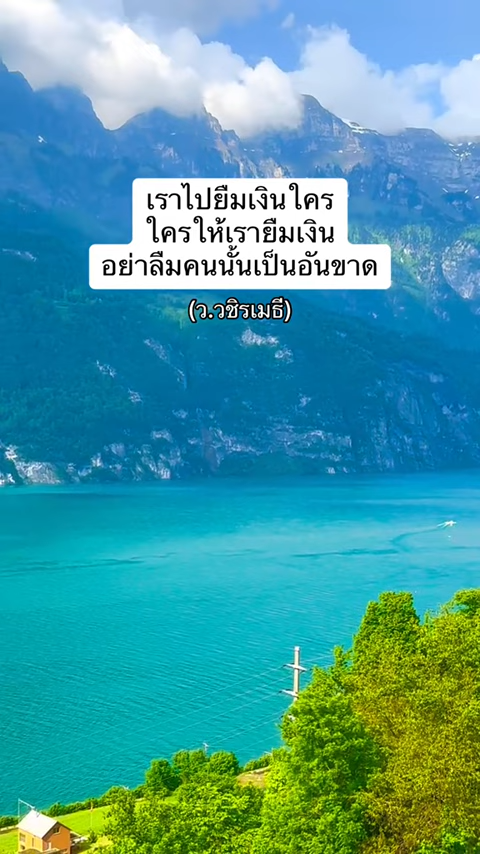 เราไปยืมเงินใคร
ใครให้เรายืมเงิน
อย่าลืมคนนั้นเป็นอันขาด
(ว.วชิรเมธี)